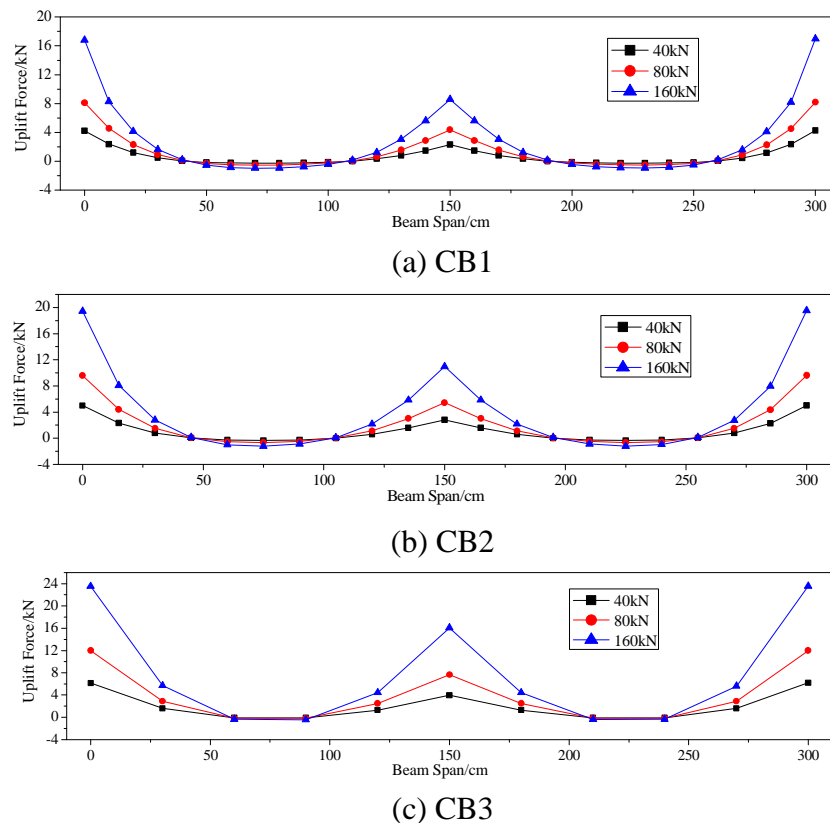 20
16
12
8
4
0
-4
Uplift Force/kN
40kN
80kN
160kN
0 50 100 150 200 250 300
Beam Span/cm
(a) CB1
20
16
12
8
4
0
-4
Uplift Force/kN
40kN
80kN
160kN
0 50 100 150 200 250 300
Beam Span/cm
(b) CB2
24
20
16
12
8
4
0
-4
Uplift Force/kN
40kN
80kN
160kN
0 50 100 150 200 250 300
Beam Span/cm
(c) CB3